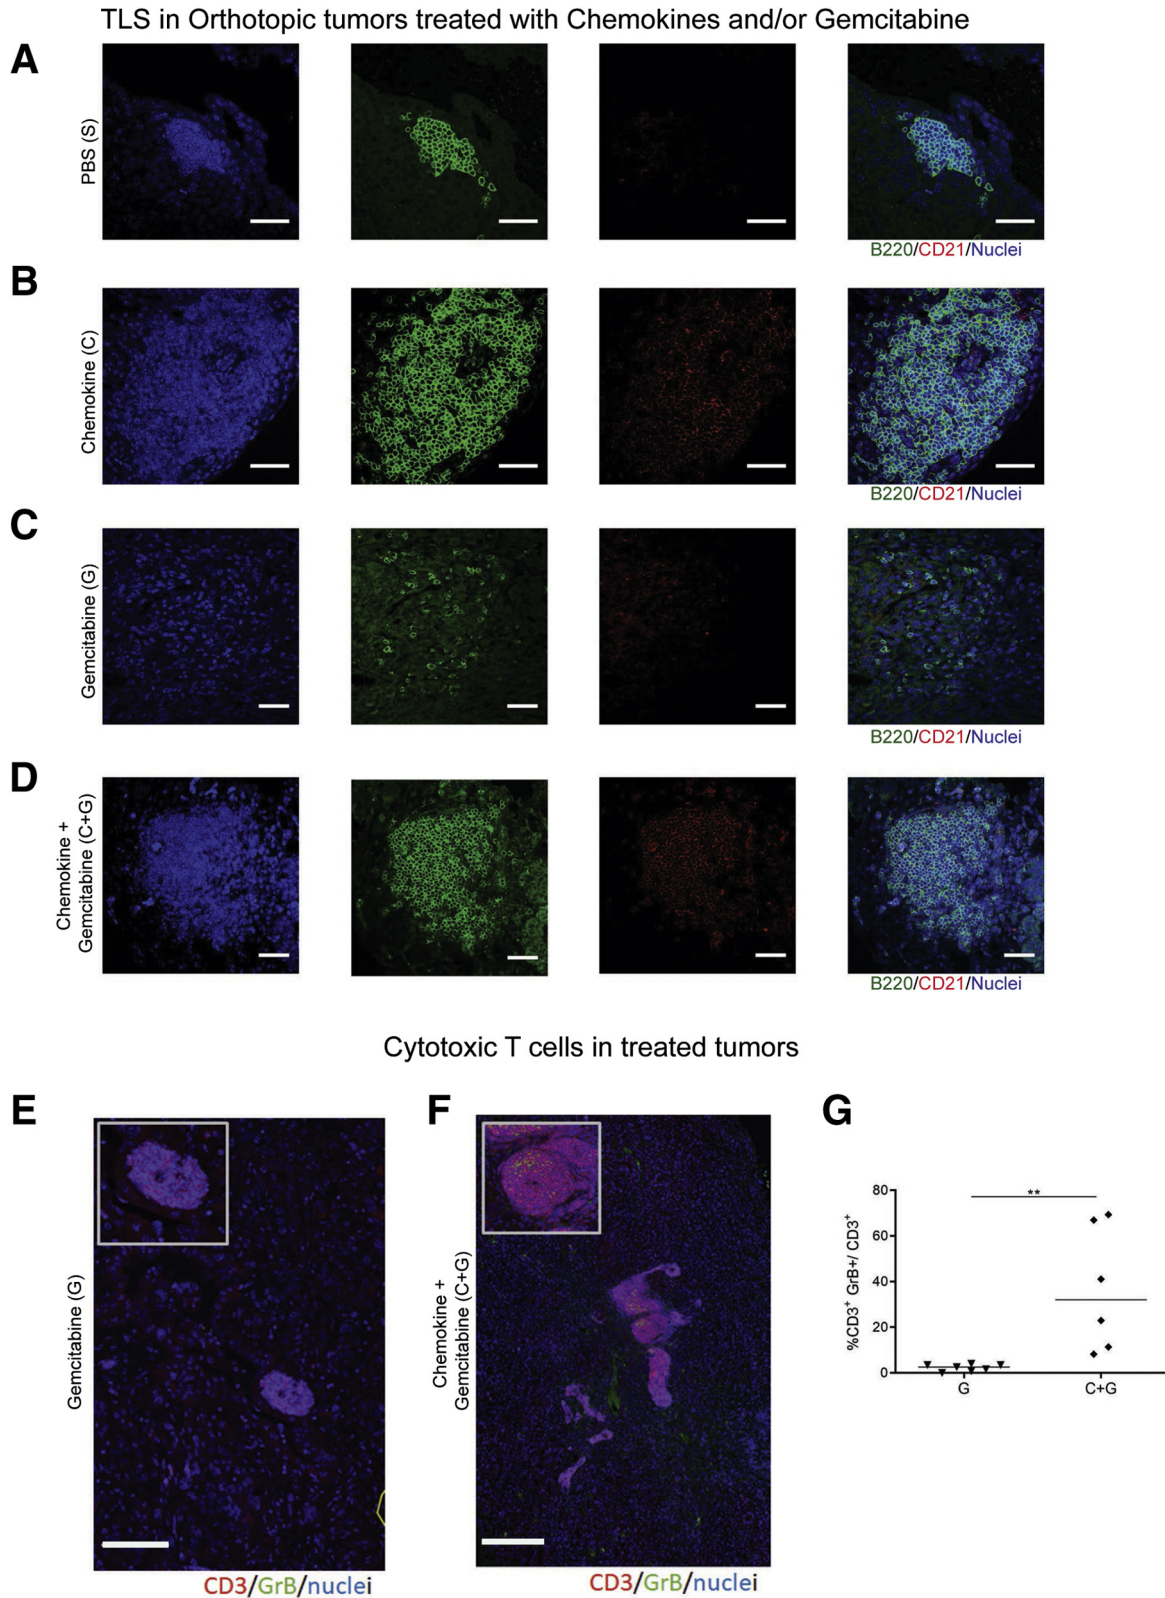 TLS in Orthotopic tumors treated with Chemokines and/or Gemcitabine
A
PBS (S)
B220/CD21/Nuclei
B
Chemokine (C)
B220/CD21/Nuclei
C
Gemcitabine (G)
B220/CD21/Nuclei
D
Chemokine +
Gemcitabine (C+G)
B220/CD21/Nuclei
Cytotoxic T cells in treated tumors
E
Gemcitabine (G)
CD3/GrB/nuclei
F
Chemokine +
Gemcitabine (C+G)
CD3/GrB/nuclei
G
%CD3+ GrB+/ CD3+
80
60
40
20
0
**
G
C+G